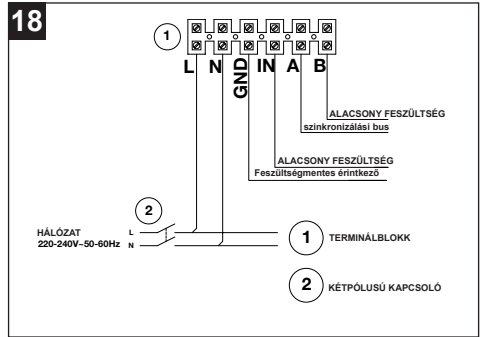 18
1
L N GND IN A B
ALACSONY FESZÜLTSÉG
szinkronizálási bus
ALACSONY FESZÜLTSÉG
Feszültségmentes érintkező
2
HÁLÓZAT
220-240V~50-60Hz
L
N
1 TERMINÁLBLOKK
2 KÉTPÓLUSÚ KAPCSOLÓ